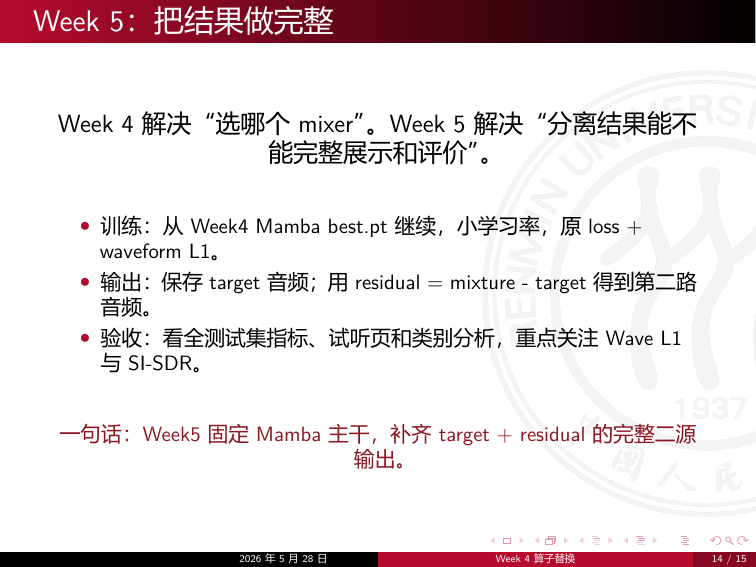 Week 5：把结果做完整
Week 4 解决“选哪个 mixer”。Week 5 解决“分离结果能不
能完整展示和评价”。
• 训练：从 Week4 Mamba best.pt 继续，小学习率，原 loss +
waveform L1。
• 输出：保存 target 音频；用 residual = mixture - target 得到第二路
音频。
• 验收：看全测试集指标、试听页和类别分析，重点关注 Wave L1
与 SI-SDR。
一句话：Week5 固定 Mamba 主干，补齐 target + residual 的完整二源
输出。
1937
2026 年 5 月 28 日
Week 4 算子替换
14 / 15